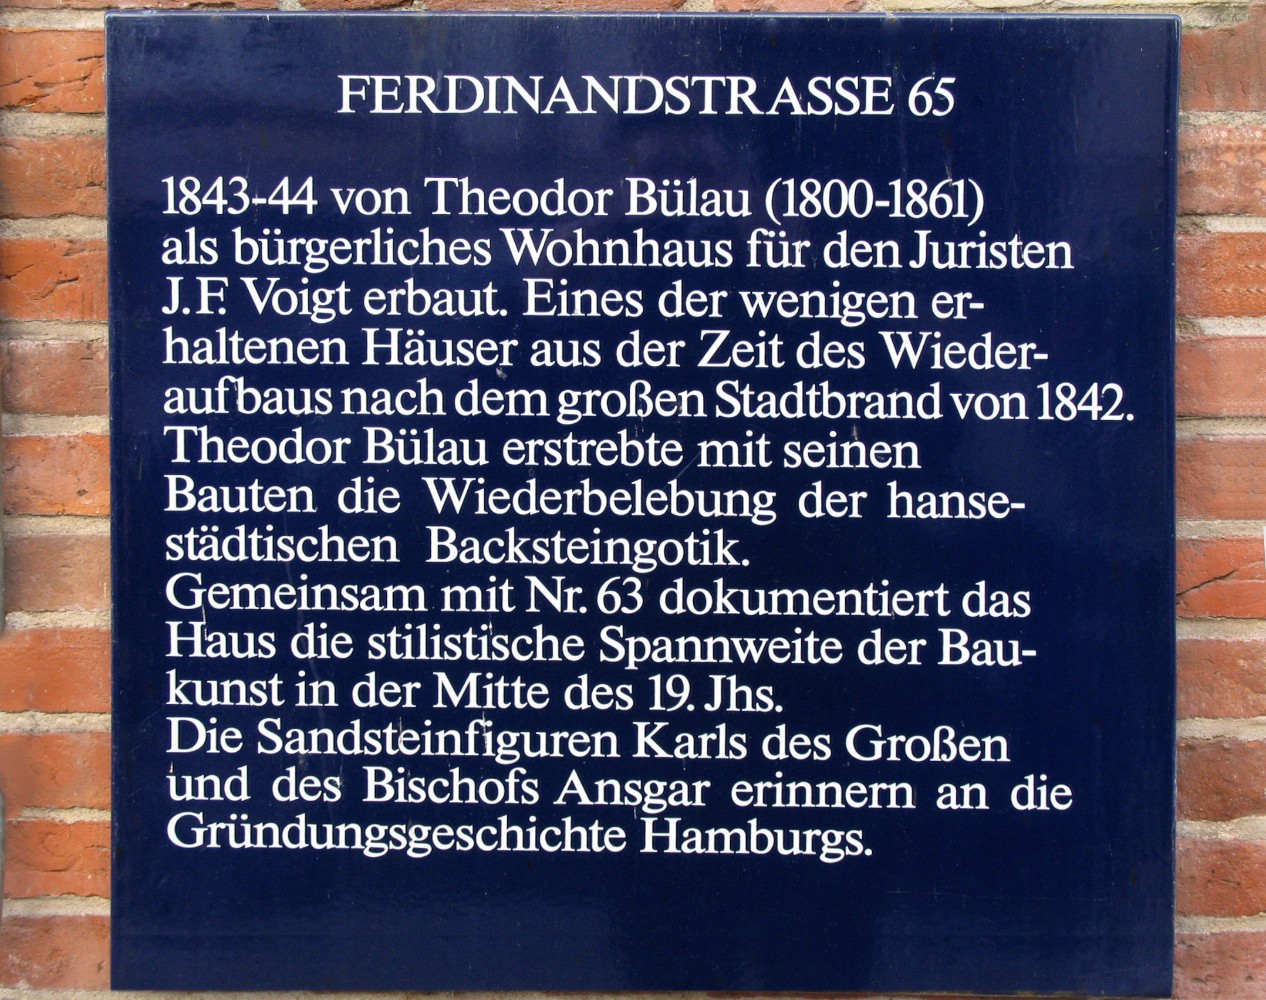 FERDINANDSTRASSE 65
1843-44 von Theodor Bülau (1800-1861)
als bürgerliches Wohnhaus für den Juristen
J. F. Voigt erbaut. Eines der wenigen er-
haltenen Häuser aus der Zeit des Wieder-
aufbaus nach dem großen Stadtbrand von 1842.
Theodor Bülau erstrebte mit seinen
Bauten die Wiederbelebung der hanse-
städtischen Backsteingotik.
Gemeinsam mit Nr. 63 dokumentiert das
Haus die stilistische Spannweite der Bau-
kunst in der Mitte des 19. Jhs.
Die Sandsteinfiguren Karls des Großen
und des Bischofs Ansgar erinnern an die
Gründungsgeschichte Hamburgs.